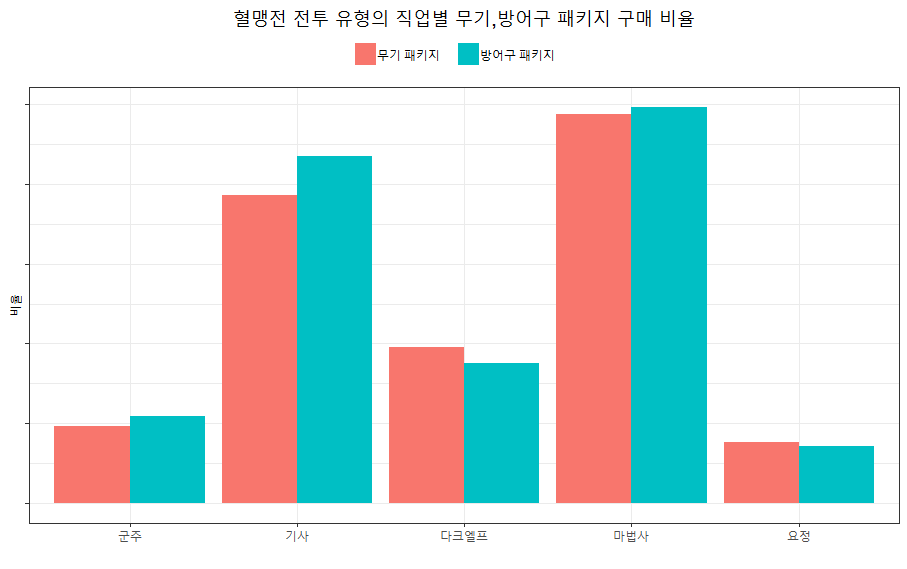 혈맹전 전투 유형의 직업별 무기,방어구 패키지 구매 비율
무기 패키지 방어구 패키지
비율
군주 기사 다크엘프 마법사 요정